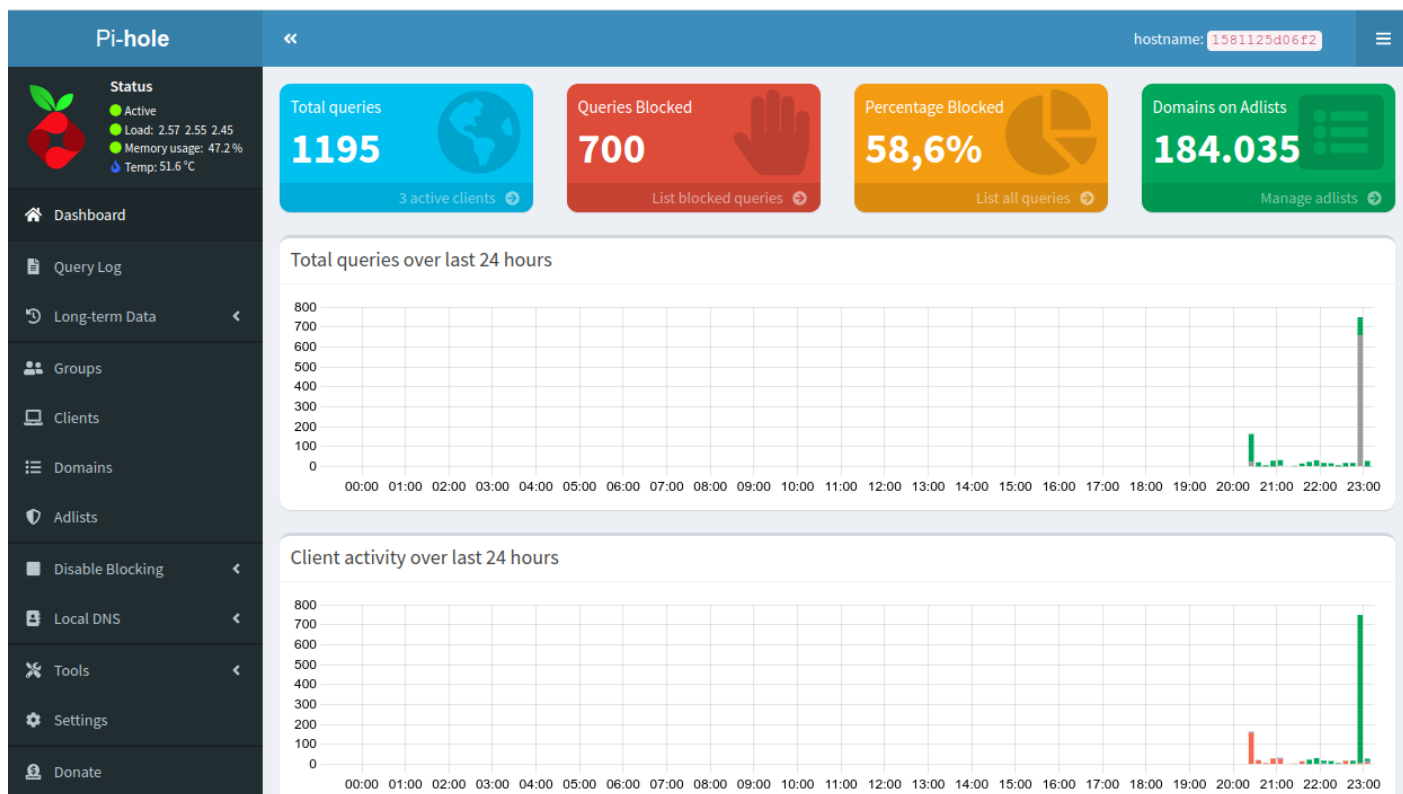 Pi-hole
hostname: 1581125d06f2
Status
Active
Load: 2.57 2.55 2.45
Memory usage: 47.2 %
Temp: 51.6 °C
Dashboard
Query Log
Long-term Data
Groups
Clients
Domains
Adlists
Disable Blocking
Local DNS
Tools
Settings
Donate
Total queries
1195
3 active clients
Queries Blocked
700
List blocked queries
Percentage Blocked
58,6%
List all queries
Domains on Adlists
184.035
Manage adlists
Total queries over last 24 hours
800
700
600
500
400
300
200
100
0
00:00 01:00 02:00 03:00 04:00 05:00 06:00 07:00 08:00 09:00 10:00 11:00 12:00 13:00 14:00 15:00 16:00 17:00 18:00 19:00 20:00 21:00 22:00 23:00
Client activity over last 24 hours
800
700
600
500
400
300
200
100
0
00:00 01:00 02:00 03:00 04:00 05:00 06:00 07:00 08:00 09:00 10:00 11:00 12:00 13:00 14:00 15:00 16:00 17:00 18:00 19:00 20:00 21:00 22:00 23:00